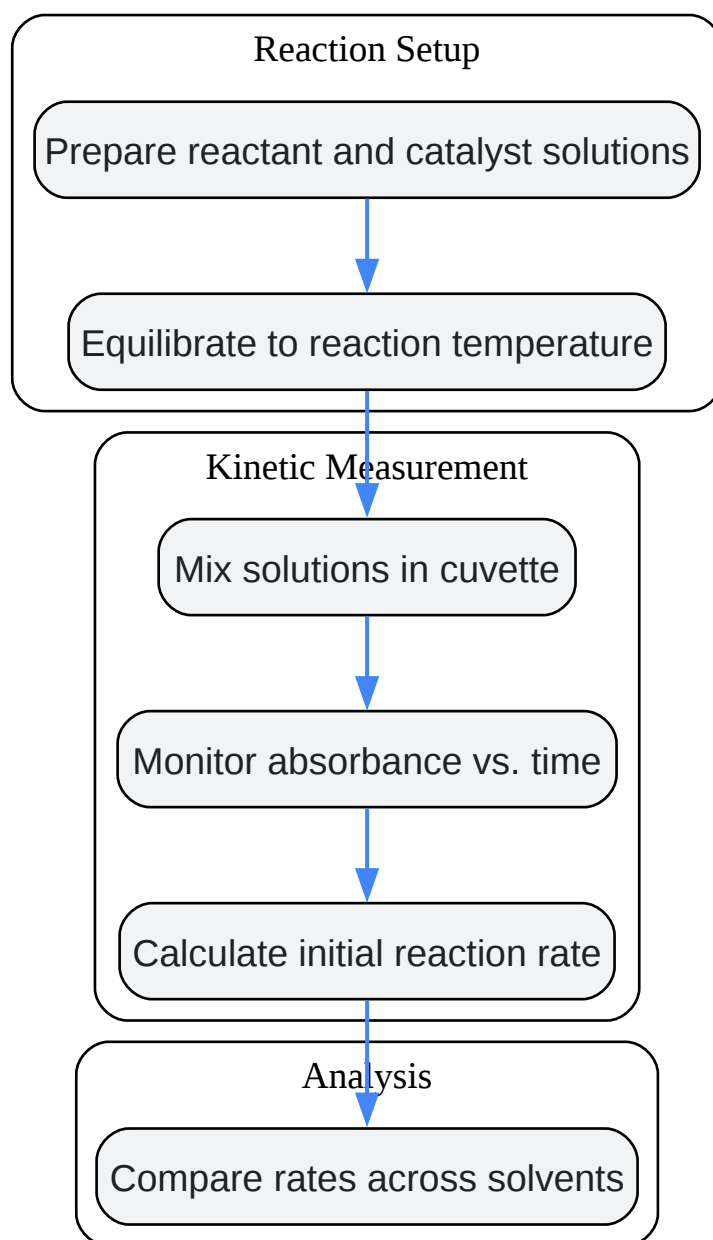 Reaction Setup
Prepare reactant and catalyst solutions
Equilibrate to reaction temperature
Kinetic Measurement
Mix solutions in cuvette
Monitor absorbance vs. time
Calculate initial reaction rate
Analysis
Compare rates across solvents